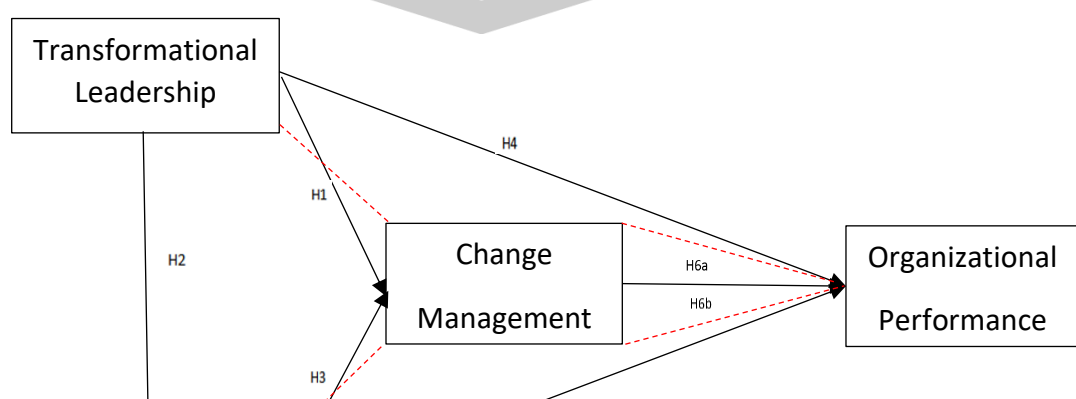 Transformational
Leadership
H4
H1
Change
Management
H2
H6a
H6b
Organizational
Performance
H3